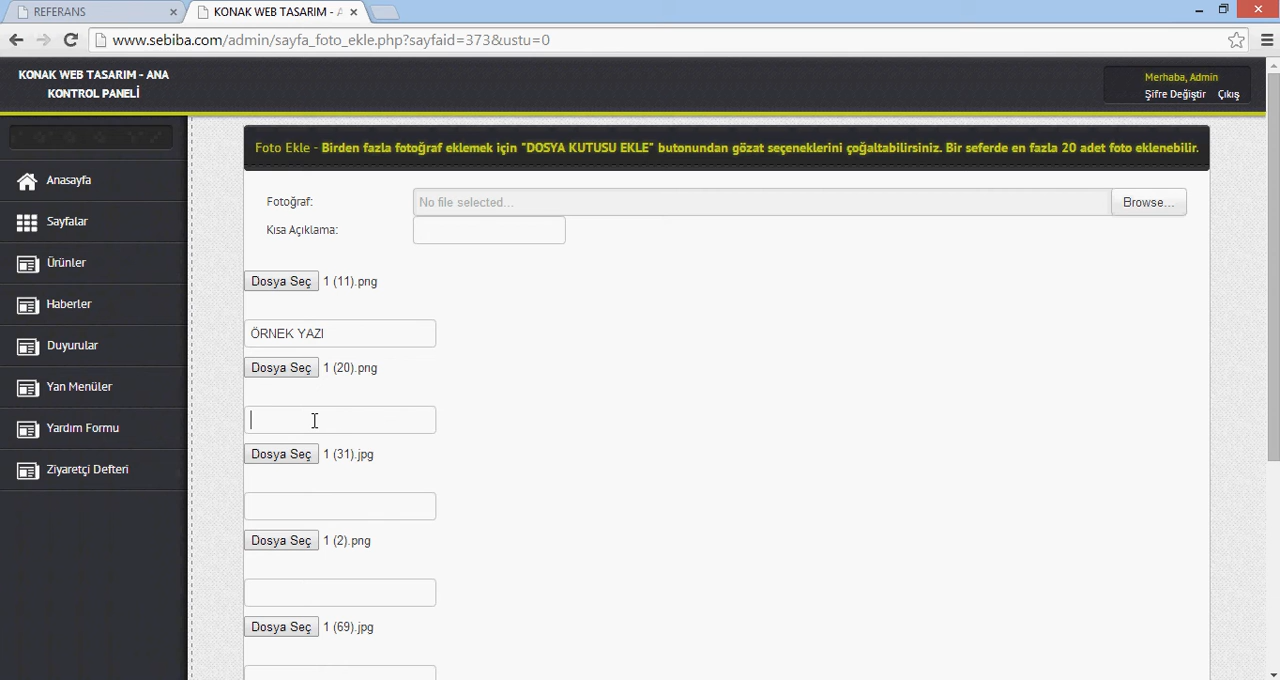 REFERANS
KONAK WEB TASARIM - A
www.sebiba.com/admin/sayfa_foto_ekle.php?sayfaid=373&ustu=0
KONAK WEB TASARIM - ANA
KONTROL PANELİ
Merhaba, Admin
Şifre Değiştir Çıkış
Anasayfa
Sayfalar
Ürünler
Haberler
Duyurular
Yan Menüler
Yardım Formu
Ziyaretçi Defteri
Foto Ekle - Birden fazla fotoğraf eklemek için "DOSYA KUTUSU EKLE" butonundan gözat seçeneklerini çoğaltabilirsiniz. Bir seferde en fazla 20 adet foto eklenebilir.
Fotoğraf: No file selected... Browse...
Kısa Açıklama:
Dosya Seç 1 (11).png
ÖRNEK YAZI
Dosya Seç 1 (20).png
Dosya Seç 1 (31).jpg
Dosya Seç 1 (2).png
Dosya Seç 1 (69).jpg